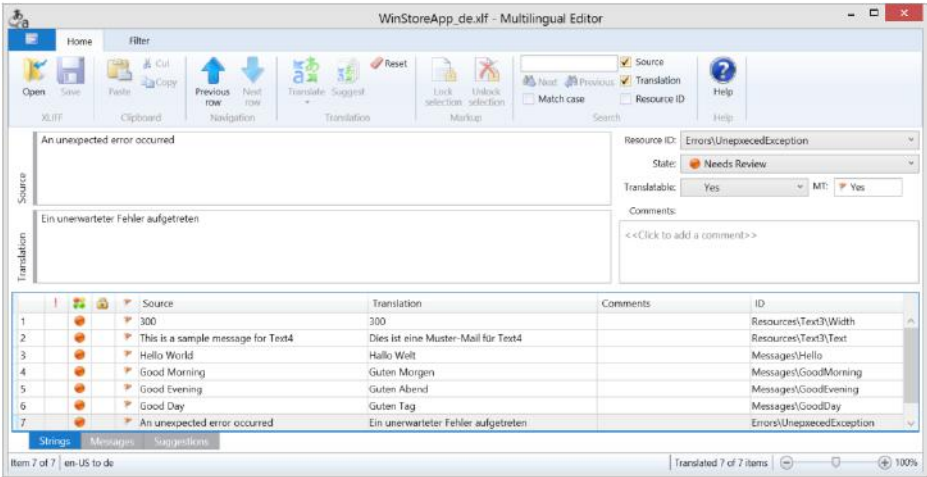 WinStoreApp_de.xlf - Multilingual Editor
Home Filter
Open Save Paste Cut Copy Previous row Next row Translate Suggest Reset Lock selection Unlock selection Next Previous Match case Source Translation Resource ID Help
XLIFF Clipboard Navigation Translation Markup Search Help
Source
An unexpected error occurred
Resource ID: Errors\UnepxecedException
State: Needs Review
Translatable: Yes MT: Yes
Translation
Ein unerwarteter Fehler aufgetreten
Comments:
<<Click to add a comment>>
! Source Translation Comments ID
1 300 300 Resources\Text3\Width
2 This is a sample message for Text4 Dies ist eine Muster-Mail für Text4 Resources\Text3\Text
3 Hello World Hallo Welt Messages\Hello
4 Good Morning Guten Morgen Messages\GoodMorning
5 Good Evening Guten Abend Messages\GoodEvening
6 Good Day Guten Tag Messages\GoodDay
7 An unexpected error occurred Ein unerwarteter Fehler aufgetreten Errors\UnepxecedException
Strings Messages Suggestions
Item 7 of 7 en-US to de Translated 7 of 7 items 100%